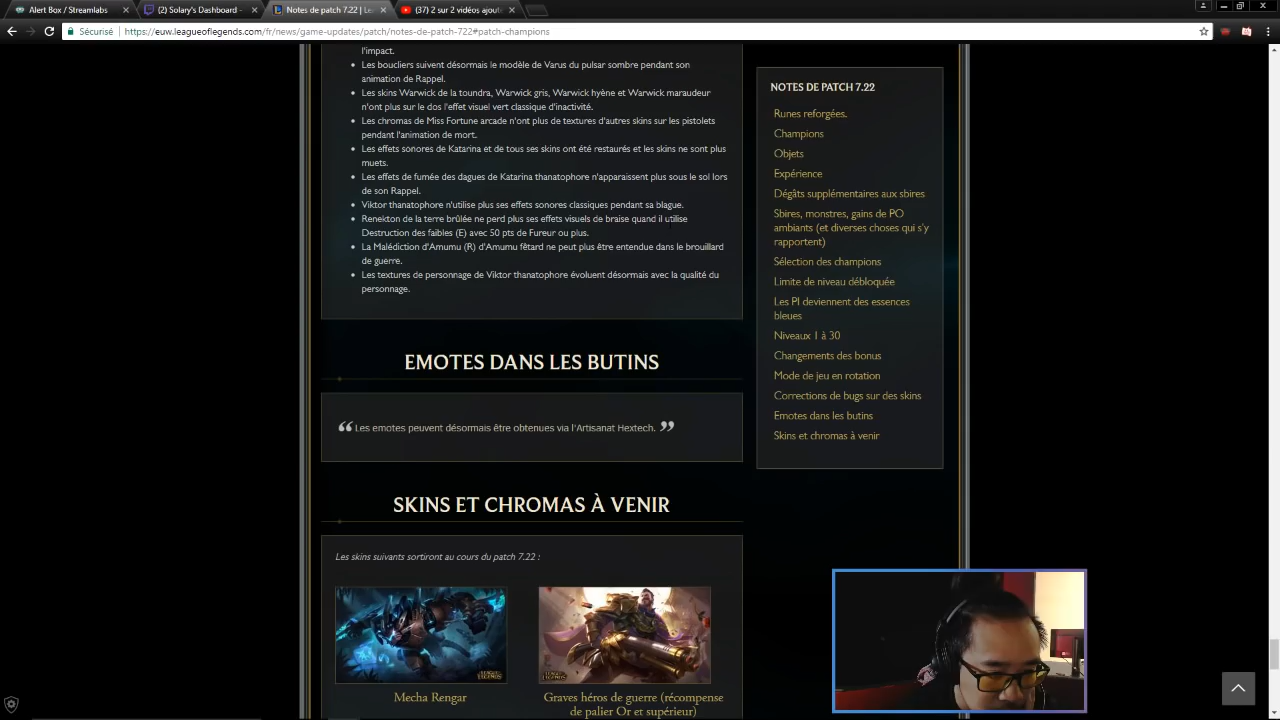 Alert Box / Streamlabs
(2) Solary's Dashboard -
Notes de patch 7.22 | Le
(37) 2 sur 2 vidéos ajout
Sécurisé
https://euw.leagueoflegends.com/fr/news/game-updates/patch/notes-de-patch-722#patch-champions
l'impact.
Les boucliers suivent désormais le modèle de Varus du pulsar sombre pendant son
animation de Rappel.
Les skins Warwick de la toundra, Warwick gris, Warwick hyène et Warwick maraudeur
n'ont plus sur le dos l'effet visuel vert classique d'inactivité.
Les chromas de Miss Fortune arcade n'ont plus de textures d'autres skins sur les pistolets
pendant l'animation de mort.
Les effets sonores de Katarina et de tous ses skins ont été restaurés et les skins ne sont plus
muets.
Les effets de fumée des dagues de Katarina thanatophore n'apparaissent plus sous le sol lors
de son Rappel.
Viktor thanatophore n'utilise plus ses effets sonores classiques pendant sa blague.
Renekton de la terre brûlée ne perd plus ses effets visuels de braise quand il utilise
Destruction des faibles (E) avec 50 pts de Fureur ou plus.
La Malédiction d'Amumu (R) d'Amumu fêtard ne peut plus être entendue dans le brouillard
de guerre.
Les textures de personnage de Viktor thanatophore évoluent désormais avec la qualité du
personnage.
EMOTES DANS LES BUTINS
“ Les emotes peuvent désormais être obtenues via l'Artisanat Hextech. ”
SKINS ET CHROMAS À VENIR
Les skins suivants sortiront au cours du patch 7.22 :
LEAGUE OF LEGENDS
LEAGUE OF LEGENDS
Mecha Rengar
Graves héros de guerre (récompense
de palier Or et supérieur)
NOTES DE PATCH 7.22
Runes reforgées.
Champions
Objets
Expérience
Dégâts supplémentaires aux sbires
Sbires, monstres, gains de PO
ambiants (et diverses choses qui s'y
rapportent)
Sélection des champions
Limite de niveau débloquée
Les PI deviennent des essences
bleues
Niveaux 1 à 30
Changements des bonus
Mode de jeu en rotation
Corrections de bugs sur des skins
Emotes dans les butins
Skins et chromas à venir